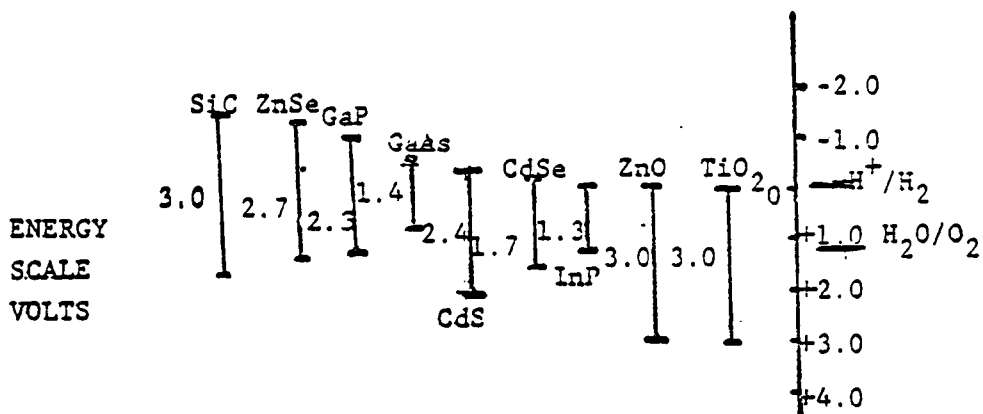 -2.0
SiC ZnSe GaP
-1.0
GaAs
CdSe ZnO TiO2
0 H+/H2
3.0 2.7 2.3 1.4
ENERGY
SCALE
VOLTS
2.4 1.7 1.3 3.0 3.0
+1.0 H2O/O2
InP
CdS
+2.0
+3.0
+4.0